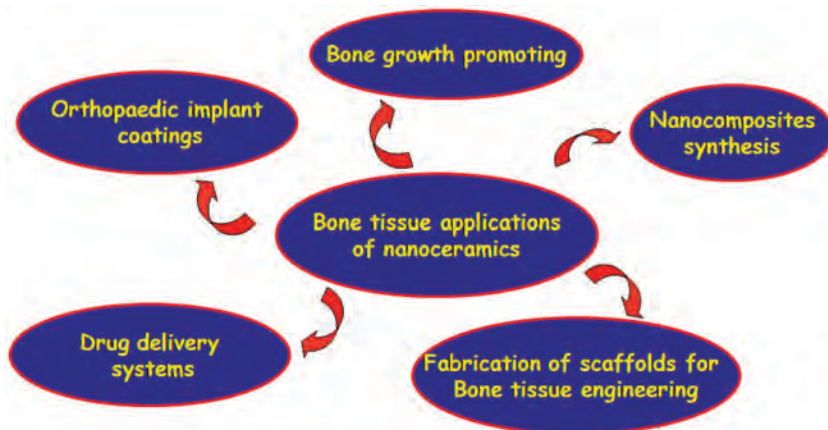 Bone growth promoting
Orthopaedic implant
coatings
Nanocomposites
synthesis
Bone tissue applications
of nanoceramics
Drug delivery
systems
Fabrication of scaffolds for
Bone tissue engineering